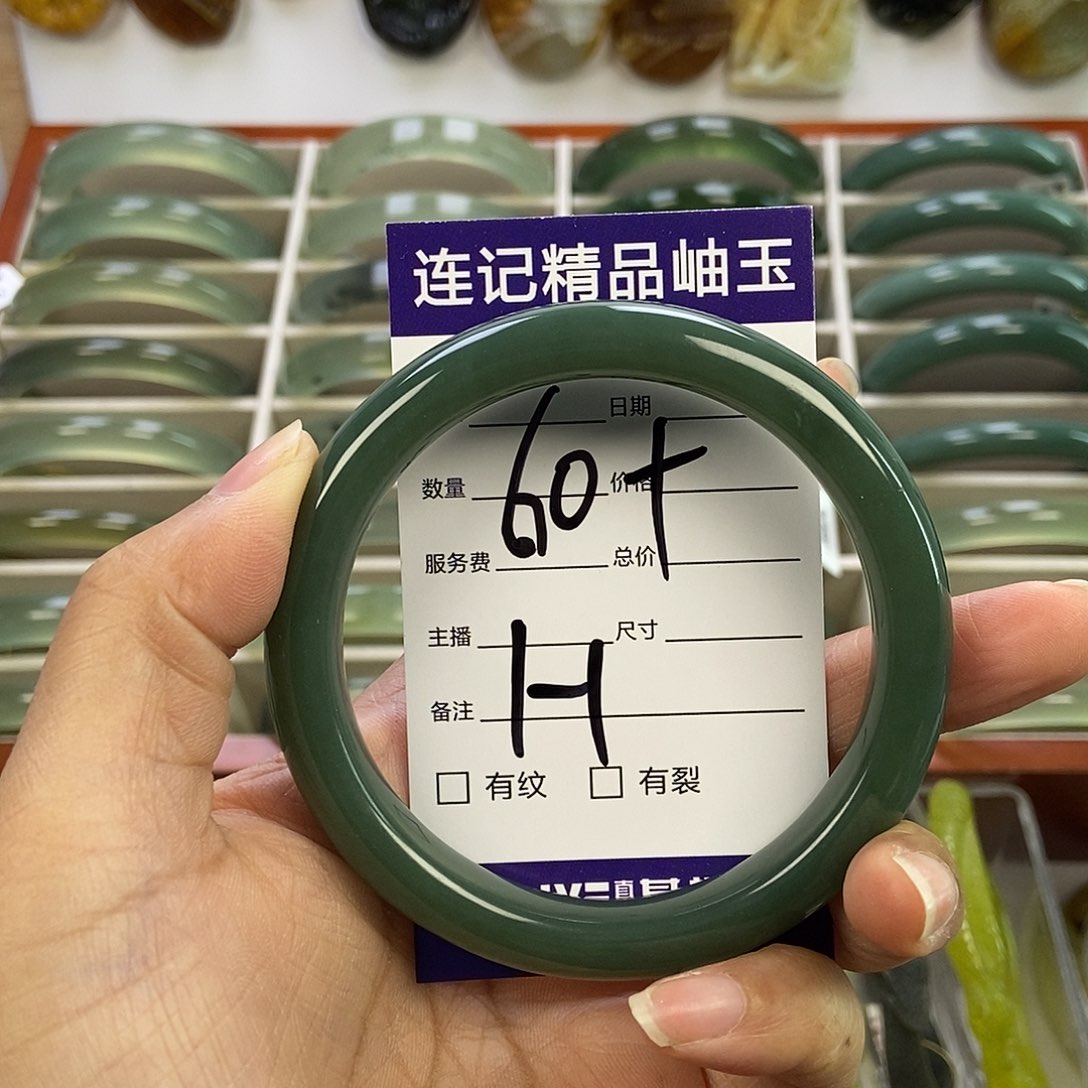 连记精品岫玉
日期
数量 价格
60+
服务费 总价
主播 尺寸
H
备注
□ 有纹 □ 有裂